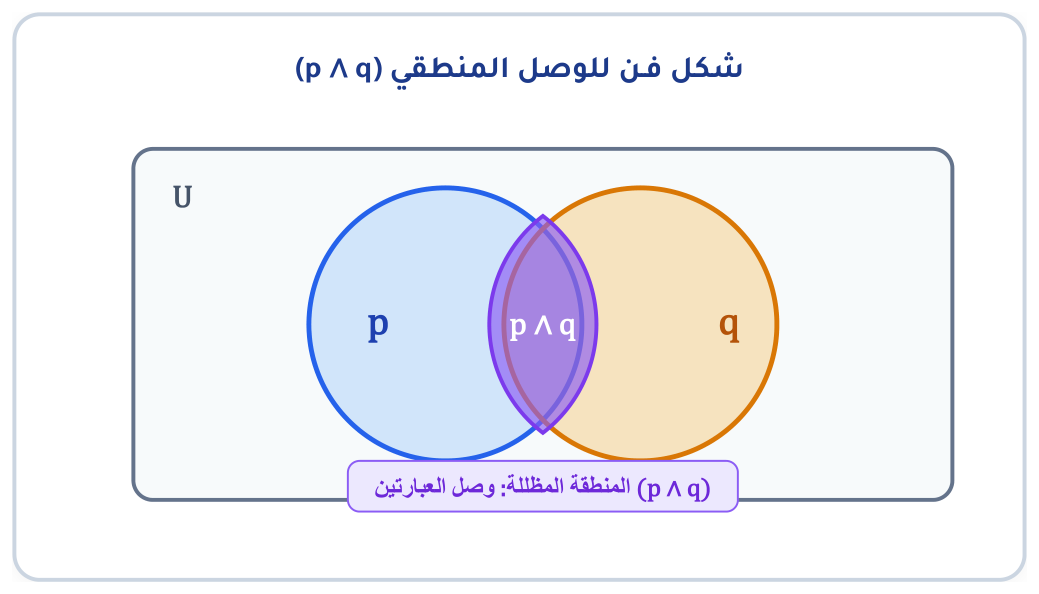 شكل فن للوصل المنطقي (p ∧ q)
U
p
p ∧ q
q
(p ∧ q) المنطقة المظللة: وصل العبارتين